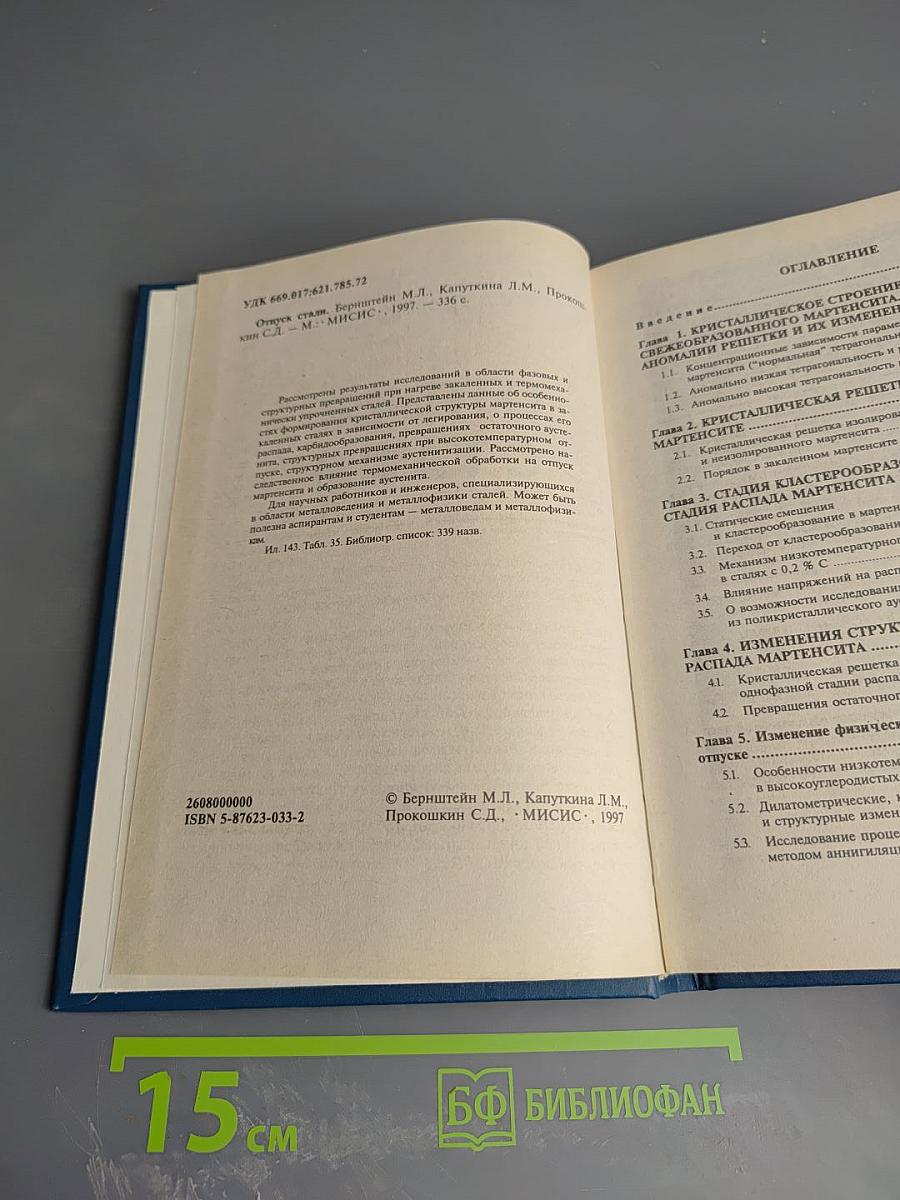 УДК 669.017:621.785.72
Отпуск стали. Бернштейн М.Л., Капуткина Л.М., Прокош-
кин С.Д. — М.: · МИСИС · , 1997. — 336 с.
Рассмотрены результаты исследований в области фазовых и
структурных превращений при нагреве закаленных и термомеха-
нически упрочненных сталей. Представлены данные об особенно-
стях формирования кристаллической структуры мартенсита в за-
каленных сталях в зависимости от легирования, о процессах его
распада, карбидообразования, превращениях остаточного аусте-
нита, структурных превращениях при высокотемпературном от-
пуске, структурном механизме аустенитизации. Рассмотрено на-
следственное влияние термомеханической обработки на отпуск
мартенсита и образование аустенита.
Для научных работников и инженеров, специализирующихся
в области металловедения и металлофизики сталей. Может быть
полезна аспирантам и студентам — металловедам и металлофизи-
кам.
Ил. 143. Табл. 35. Библиогр. список: 339 назв.
2608000000
ISBN 5-87623-033-2
© Бернштейн М.Л., Капуткина Л.М.,
Прокошкин С.Д., · МИСИС · , 1997
ОГЛАВЛЕНИЕ
Введение
Глава 1. КРИСТАЛЛИЧЕСКОЕ СТРОЕНИЕ
СВЕЖЕОБРАЗОВАННОГО МАРТЕНСИТА.
АНОМАЛИИ РЕШЕТКИ И ИХ ИЗМЕНЕН
1.1. Концентрационные зависимости параме
мартенсита ("нормальная" тетрагональн
1.2. Аномально низкая тетрагональность и
1.3. Аномально высокая тетрагональность
Глава 2. КРИСТАЛЛИЧЕСКАЯ РЕШЕТК
МАРТЕНСИТЕ
2.1. Кристаллическая решетка изолирова
и неизолированного мартенсита
2.2. Порядок в закаленном мартенсите
Глава 3. СТАДИЯ КЛАСТЕРООБРАЗ
СТАДИЯ РАСПАДА МАРТЕНСИТА
3.1. Статические смещения
и кластерообразование в мартен
3.2. Переход от кластерообразовани
3.3. Механизм низкотемпературног
в сталях с 0,2 % С
3.4. Влияние напряжений на расп
3.5. О возможности исследования
из поликристаллического ау
Глава 4. ИЗМЕНЕНИЯ СТРУКТ
РАСПАДА МАРТЕНСИТА
4.1. Кристаллическая решетка
однофазной стадии распа
4.2. Превращения остаточног
Глава 5. Изменение физическ
отпуске
5.1. Особенности низкотем
в высокоуглеродистых
5.2. Дилатометрические,
и структурные измен
5.3. Исследование проце
методом аннигиляц
15 см
БФ БИБЛИОФАН